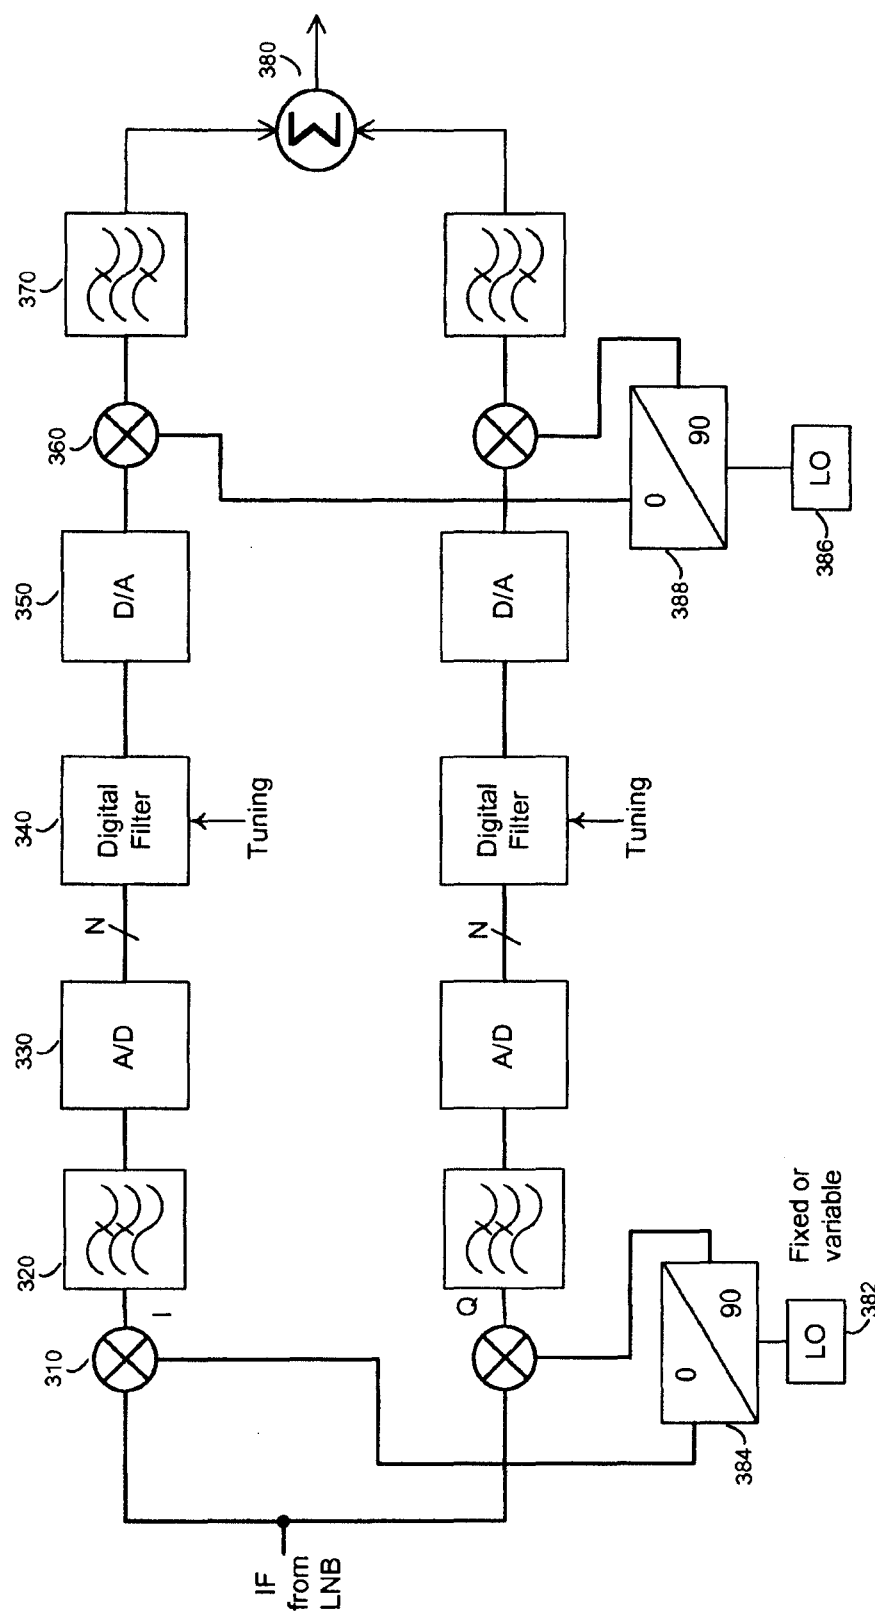 IF
from
LNB
310
I
320
330
A/D
N
340
Digital
Filter
Tuning
350
D/A
360
370
380
Σ
Q
A/D
N
Digital
Filter
Tuning
D/A
384
0
90
LO
382
Fixed or
variable
388
0
90
LO
386